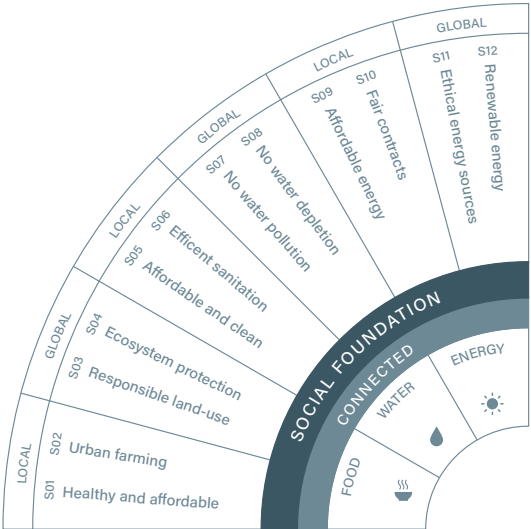 GLOBAL
S11 Ethical energy sources
S12 Renewable energy
LOCAL
S09 Affordable energy
S10 Fair contracts
GLOBAL
S07 No water pollution
S08 No water depletion
LOCAL
S05 Affordable and clean
S06 Efficent sanitation
GLOBAL
S03 Responsible land-use
S04 Ecosystem protection
LOCAL
S01 Healthy and affordable
S02 Urban farming
SOCIAL FOUNDATION
CONNECTED
FOOD
WATER
ENERGY